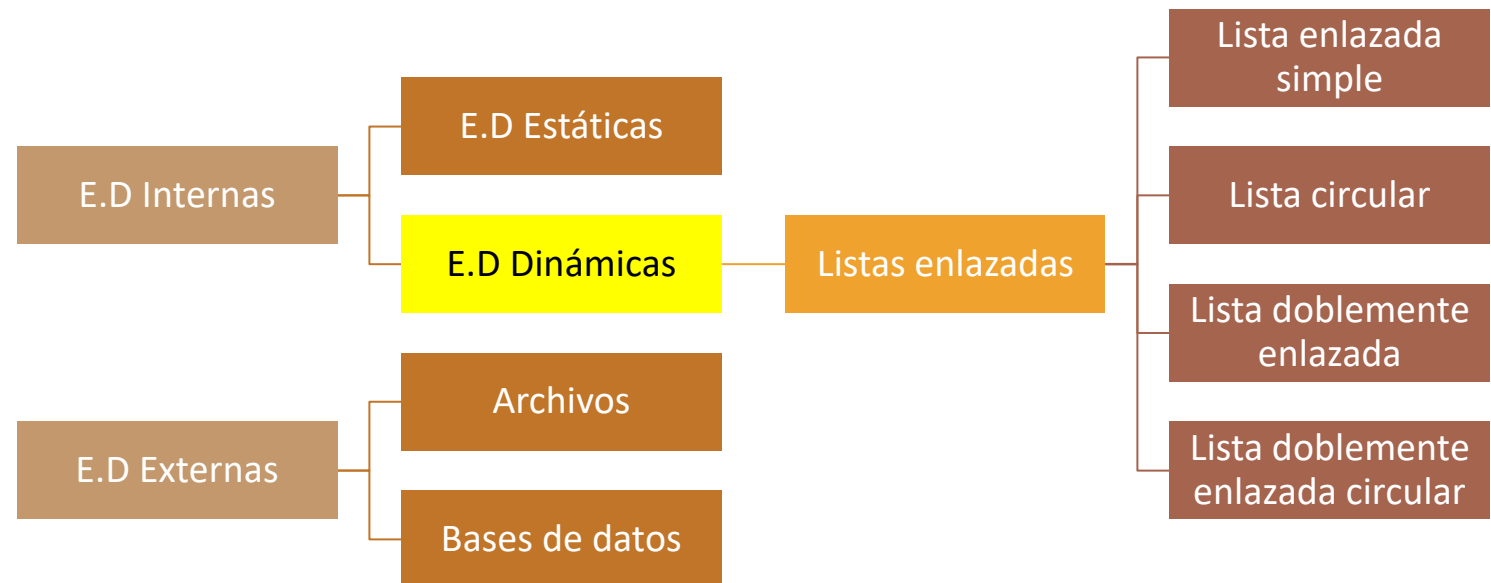 E.D Internas
E.D Estáticas
E.D Dinámicas
Listas enlazadas
Lista enlazada
simple
Lista circular
Lista doblemente
enlazada
Lista doblemente
enlazada circular
E.D Externas
Archivos
Bases de datos